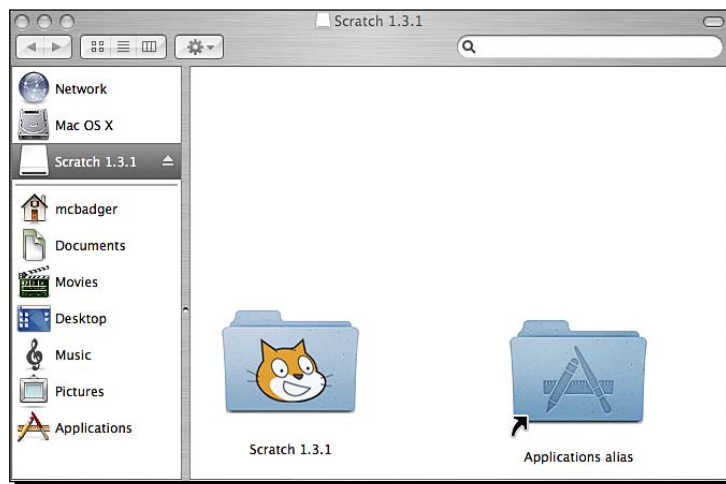 Scratch 1.3.1
Network
Mac OS X
Scratch 1.3.1
mcbadger
Documents
Movies
Desktop
Music
Pictures
Applications
Scratch 1.3.1
Applications alias